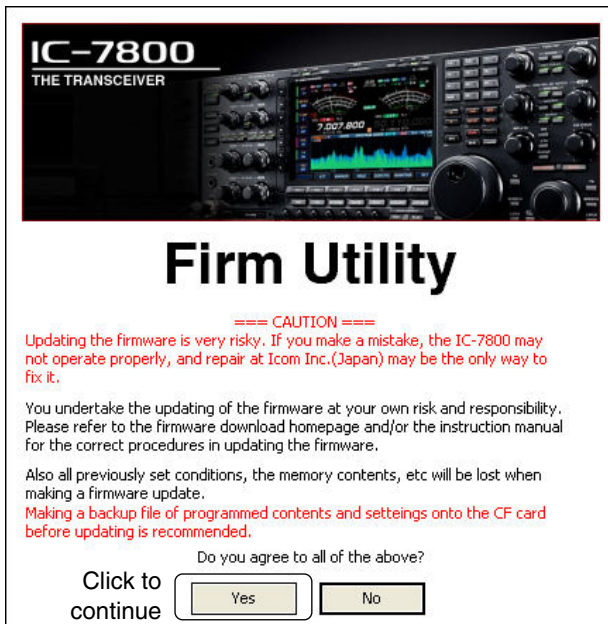 IC-7800
THE TRANSCEIVER
7.007.800
Firm Utility
=== CAUTION ===
Updating the firmware is very risky. If you make a mistake, the IC-7800 may
not operate properly, and repair at Icom Inc.(Japan) may be the only way to
fix it.
You undertake the updating of the firmware at your own risk and responsibility.
Please refer to the firmware download homepage and/or the instruction manual
for the correct procedures in updating the firmware.
Also all previously set conditions, the memory contents, etc will be lost when
making a firmware update.
Making a backup file of programmed contents and setteings onto the CF card
before updating is recommended.
Do you agree to all of the above?
Click to
continue
Yes
No